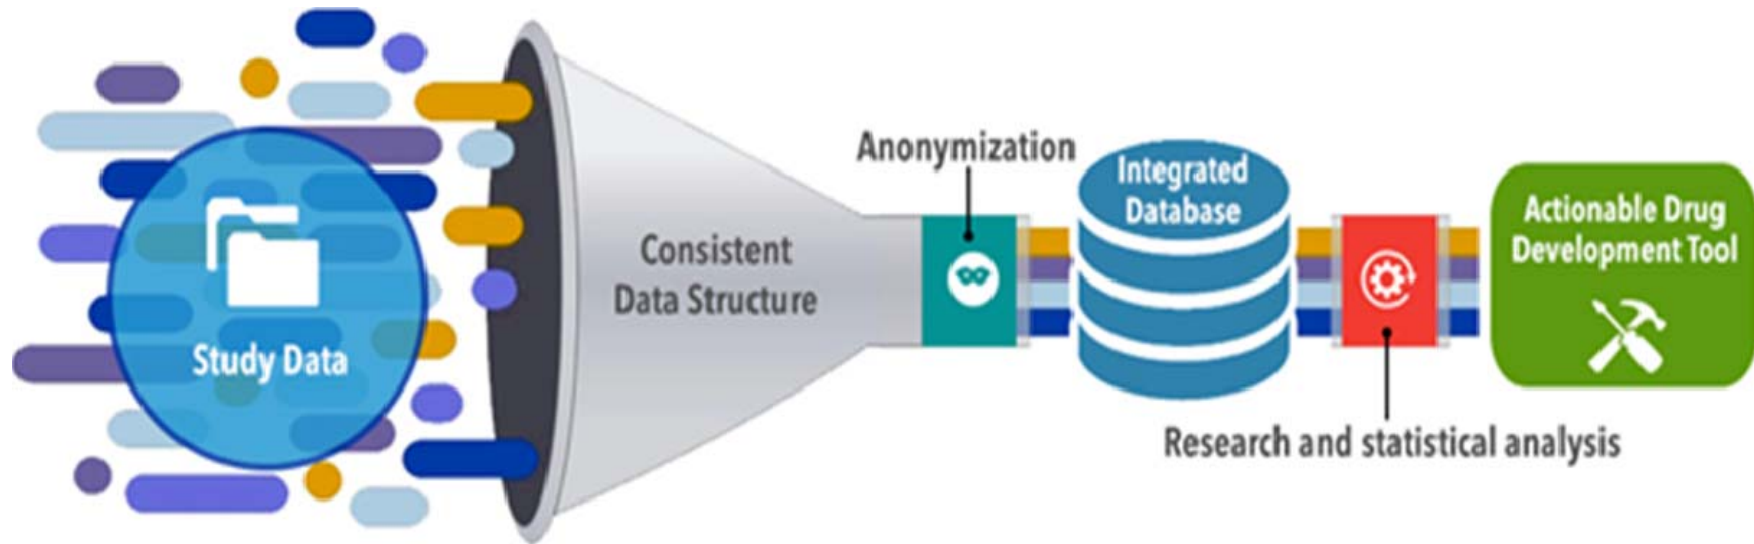 Study Data
Consistent
Data Structure
Anonymization
Integrated
Database
Research and statistical analysis
Actionable Drug
Development Tool